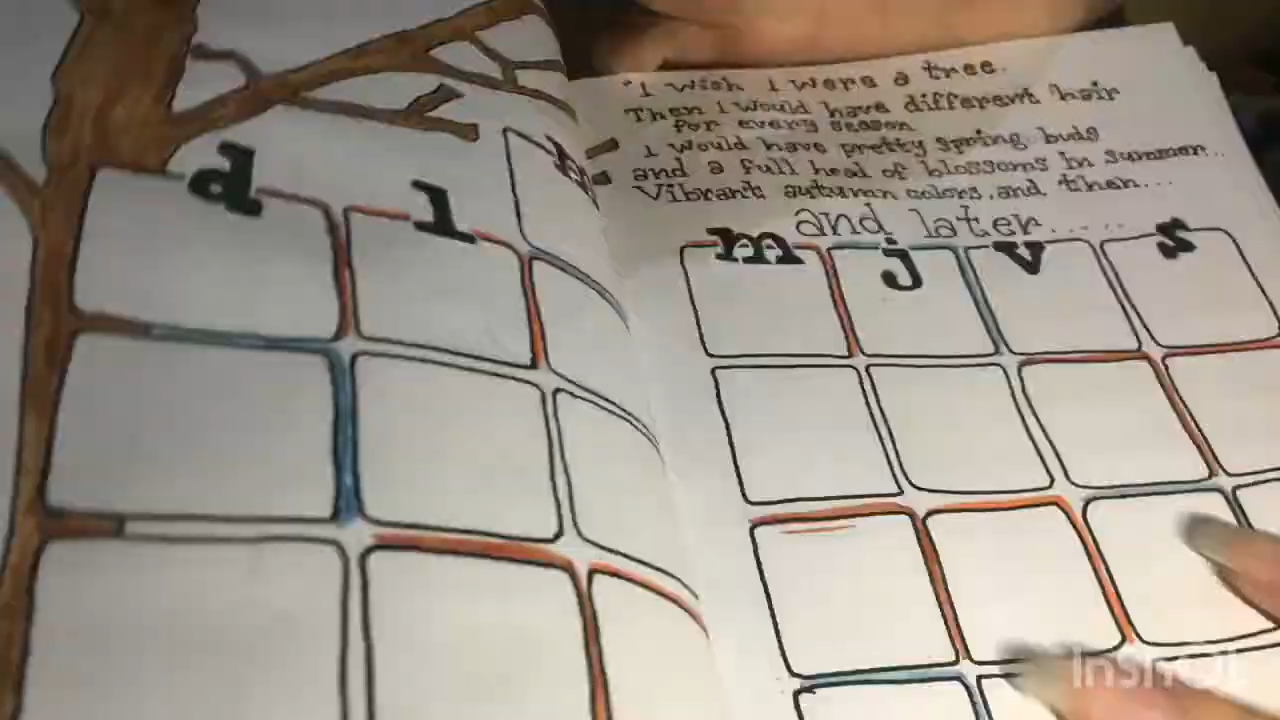 "I wish I were a tree.
Then I would have different hair
for every season
I would have pretty spring buds
and a full head of blossoms in summer...
Vibrant autumn colors, and then...
and later......
d l m
m j v s
InShot